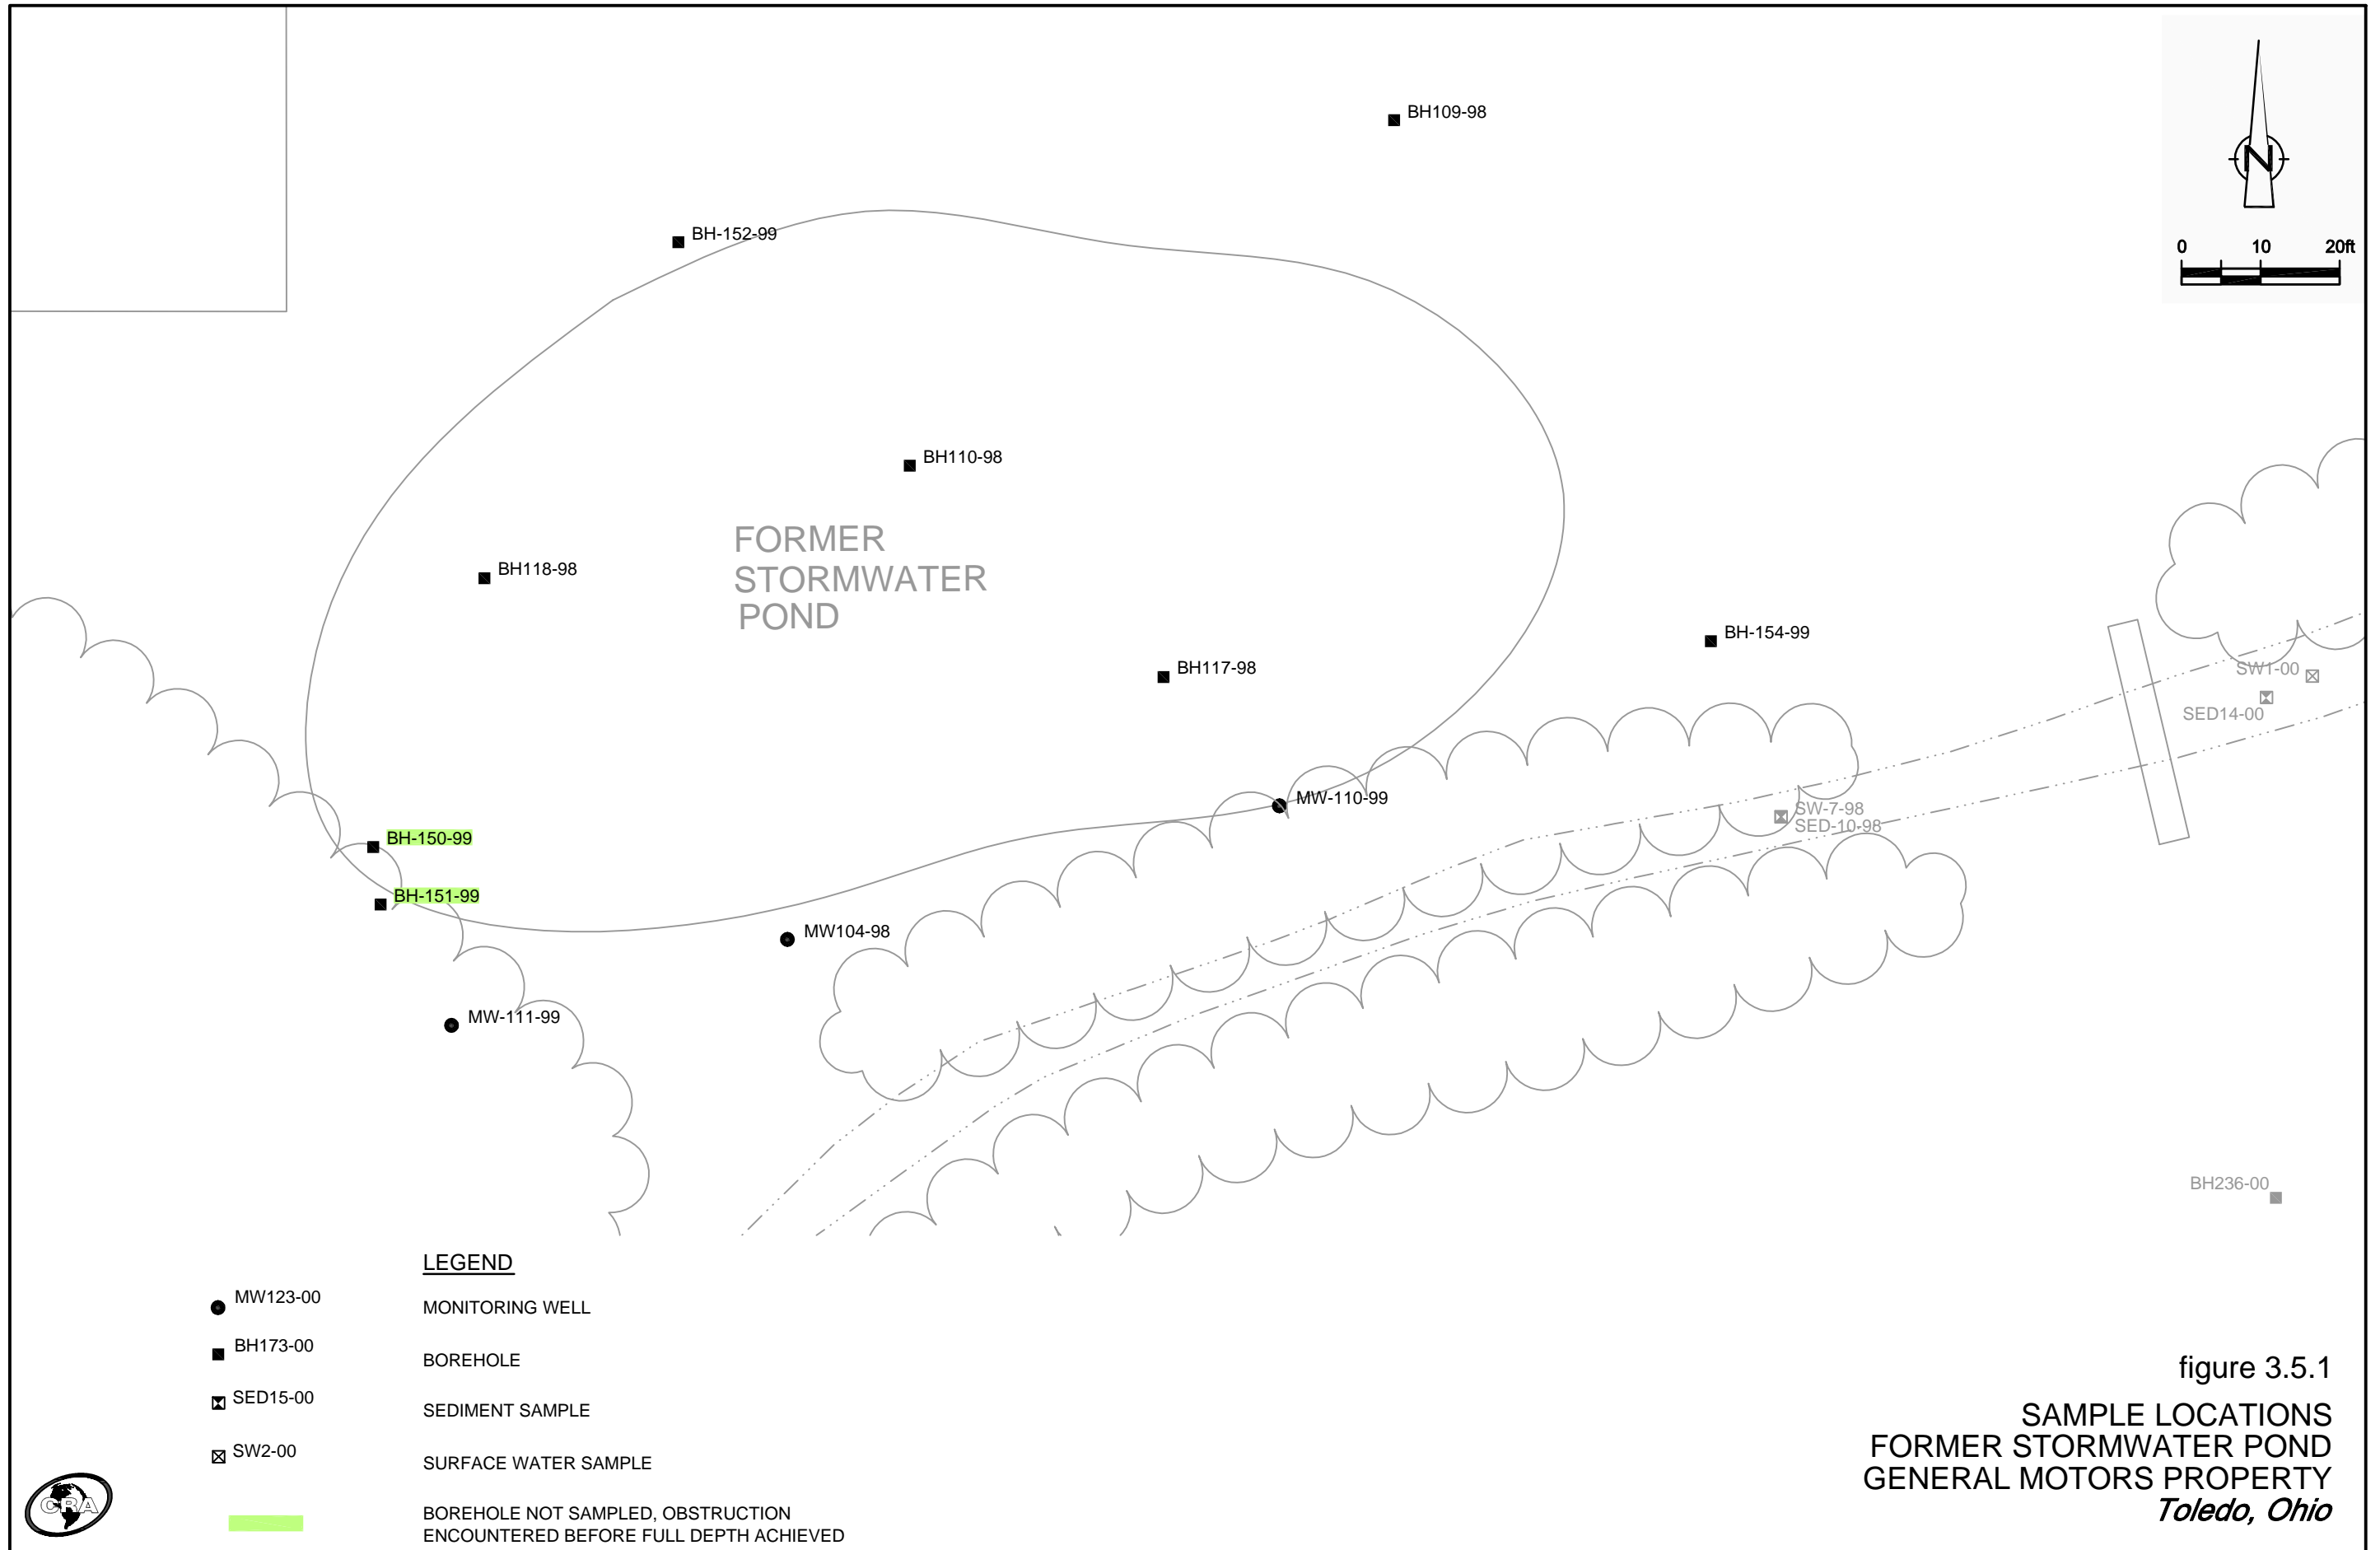 BH109-98
N
0 10 20ft
BH-152-99
BH110-98
FORMER
STORMWATER
POND
BH118-98
BH-154-99
BH117-98
SW1-00
SED14-00
MW-110-99
SW-7-98
SED-10-98
BH-150-99
BH-151-99
MW104-98
MW-111-99
BH236-00
LEGEND
MW123-00 MONITORING WELL
BH173-00 BOREHOLE
SED15-00 SEDIMENT SAMPLE
SW2-00 SURFACE WATER SAMPLE
BOREHOLE NOT SAMPLED, OBSTRUCTION
ENCOUNTERED BEFORE FULL DEPTH ACHIEVED
CRA
figure 3.5.1
SAMPLE LOCATIONS
FORMER STORMWATER POND
GENERAL MOTORS PROPERTY
Toledo, Ohio